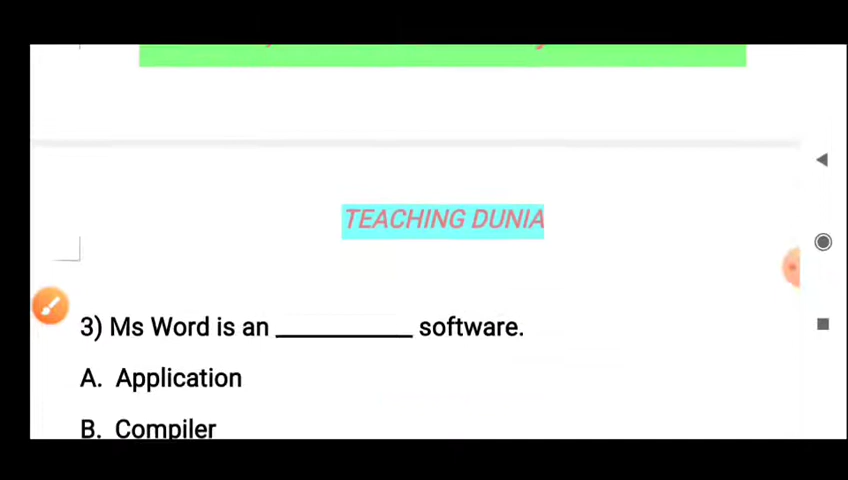 TEACHING DUNIA
3) Ms Word is an __________ software.
A. Application
B. Compiler